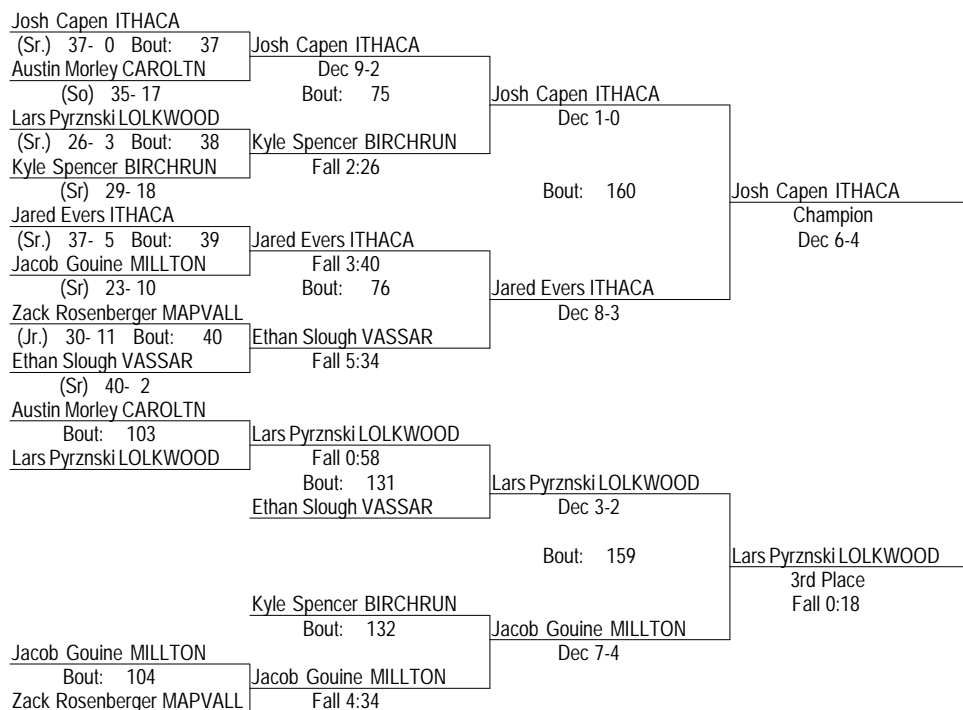 Josh Capen ITHACA
(Sr.) 37- 0 Bout: 37 Josh Capen ITHACA
Austin Morley CAROLTN Dec 9-2
(So) 35- 17 Bout: 75 Josh Capen ITHACA
Lars Pyrznski LOLKWOOD Dec 1-0
(Sr.) 26- 3 Bout: 38 Kyle Spencer BIRCHRUN
Kyle Spencer BIRCHRUN Fall 2:26
(Sr) 29- 18 Bout: 160 Josh Capen ITHACA
Jared Evers ITHACA Champion
(Sr.) 37- 5 Bout: 39 Jared Evers ITHACA Dec 6-4
Jacob Gouine MILLTON Fall 3:40
(Sr) 23- 10 Bout: 76 Jared Evers ITHACA
Zack Rosenberger MAPVALL Dec 8-3
(Jr.) 30- 11 Bout: 40 Ethan Slough VASSAR
Ethan Slough VASSAR Fall 5:34
(Sr) 40- 2
Austin Morley CAROLTN
Bout: 103 Lars Pyrznski LOLKWOOD
Lars Pyrznski LOLKWOOD Fall 0:58
Bout: 131 Lars Pyrznski LOLKWOOD
Ethan Slough VASSAR Dec 3-2
Bout: 159 Lars Pyrznski LOLKWOOD
3rd Place
Kyle Spencer BIRCHRUN Fall 0:18
Bout: 132 Jacob Gouine MILLTON
Jacob Gouine MILLTON Dec 7-4
Bout: 104 Jacob Gouine MILLTON
Zack Rosenberger MAPVALL Fall 4:34